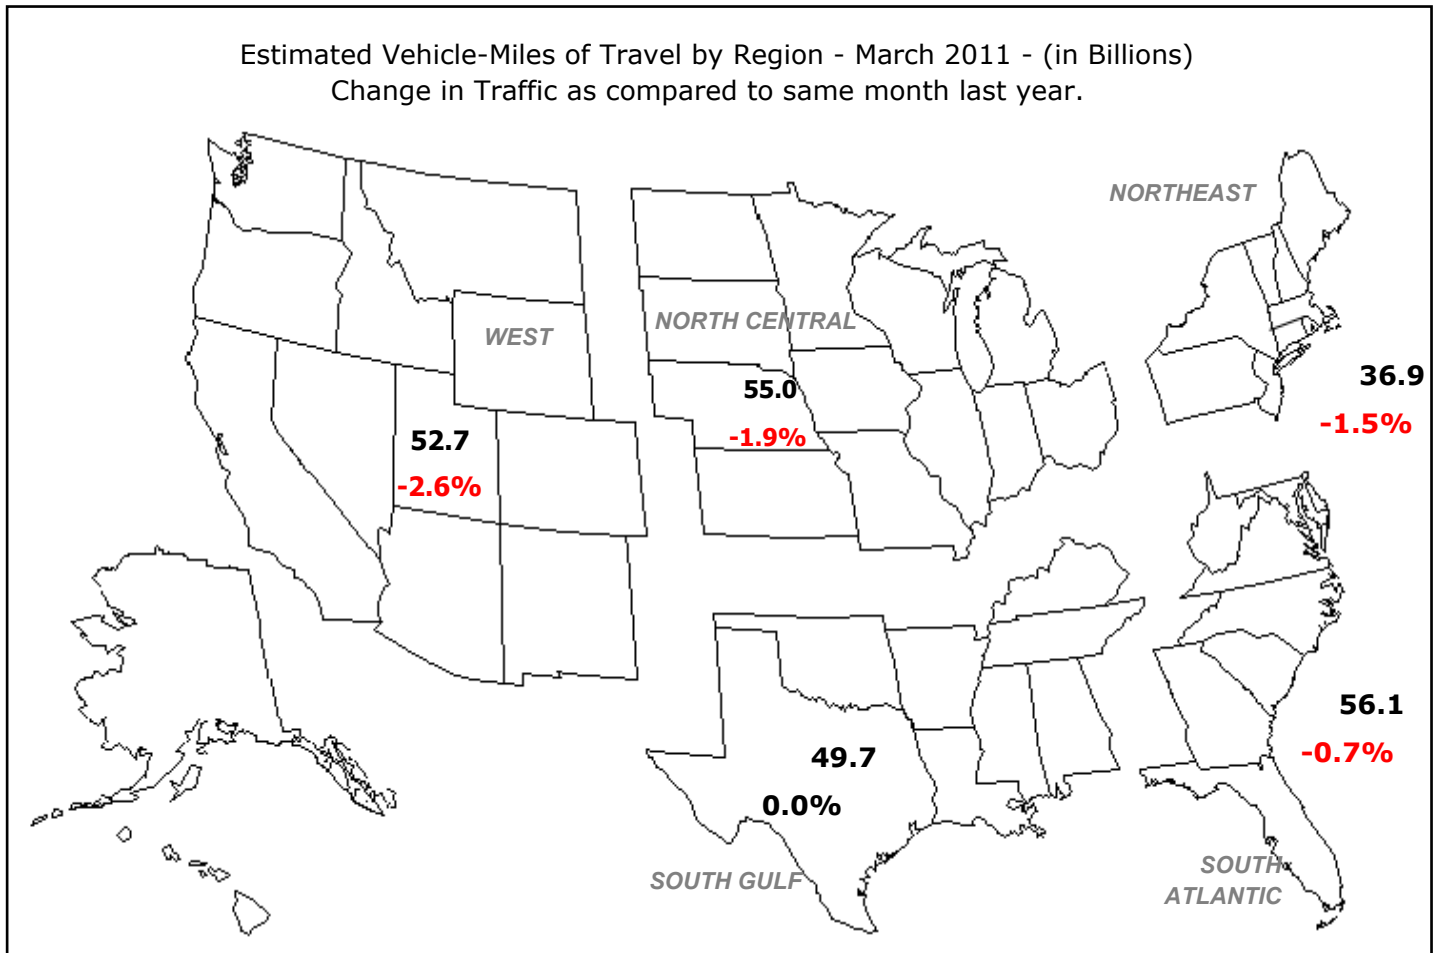 Estimated Vehicle-Miles of Travel by Region - March 2011 - (in Billions)
Change in Traffic as compared to same month last year.
NORTHEAST
WEST
NORTH CENTRAL
36.9
-1.5%
55.0
-1.9%
52.7
-2.6%
56.1
-0.7%
49.7
0.0%
SOUTH GULF
SOUTH
ATLANTIC